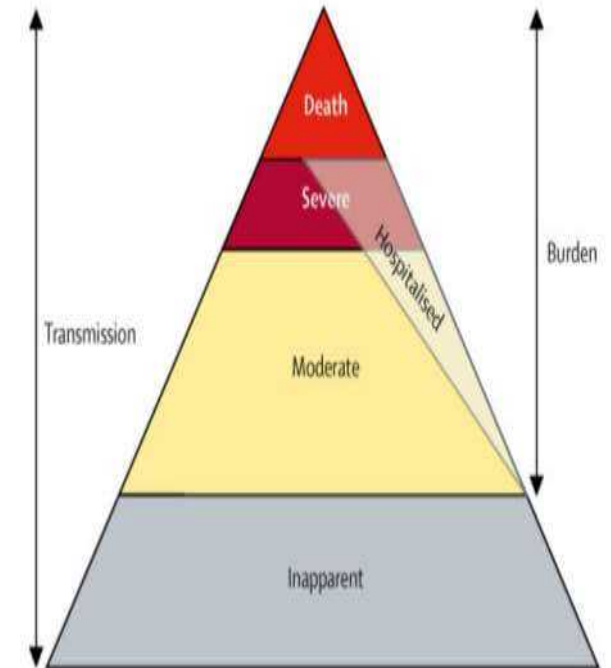 Death
Severe
Hospitalised
Burden
Transmission
Moderate
Inapparent